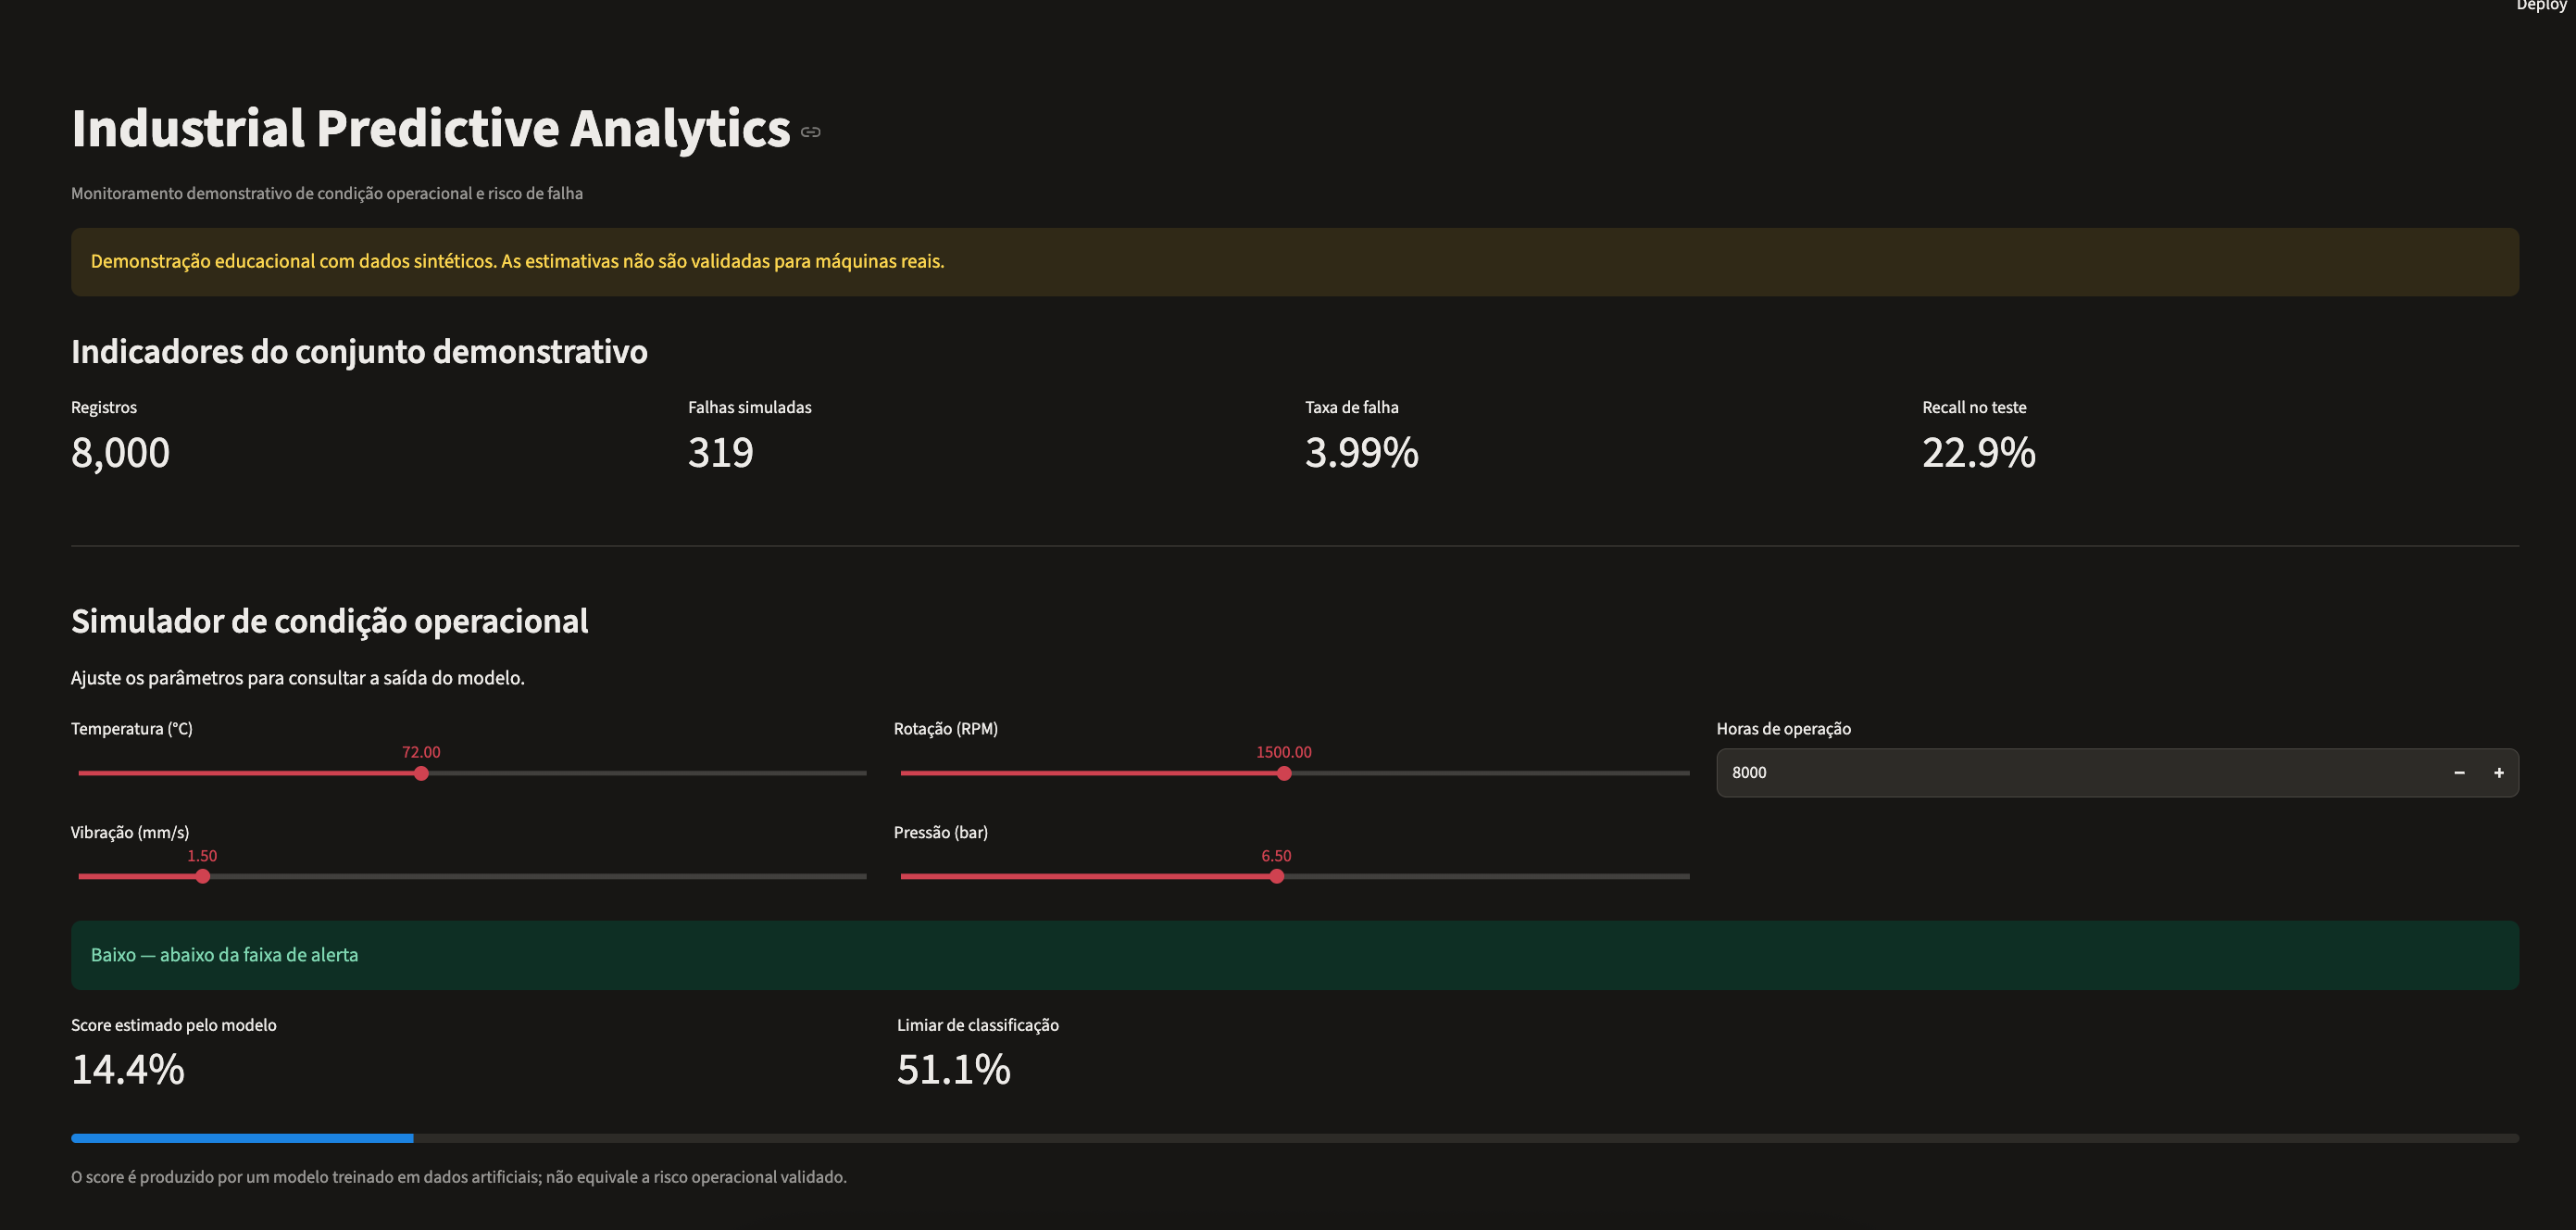 Deploy
Industrial Predictive Analytics
Monitoramento demonstrativo de condição operacional e risco de falha
Demonstração educacional com dados sintéticos. As estimativas não são validadas para máquinas reais.
Indicadores do conjunto demonstrativo
Registros
8,000
Falhas simuladas
319
Taxa de falha
3.99%
Recall no teste
22.9%
Simulador de condição operacional
Ajuste os parâmetros para consultar a saída do modelo.
Temperatura (°C)
72.00
Rotação (RPM)
1500.00
Horas de operação
8000
Vibração (mm/s)
1.50
Pressão (bar)
6.50
Baixo — abaixo da faixa de alerta
Score estimado pelo modelo
14.4%
Limiar de classificação
51.1%
O score é produzido por um modelo treinado em dados artificiais; não equivale a risco operacional validado.